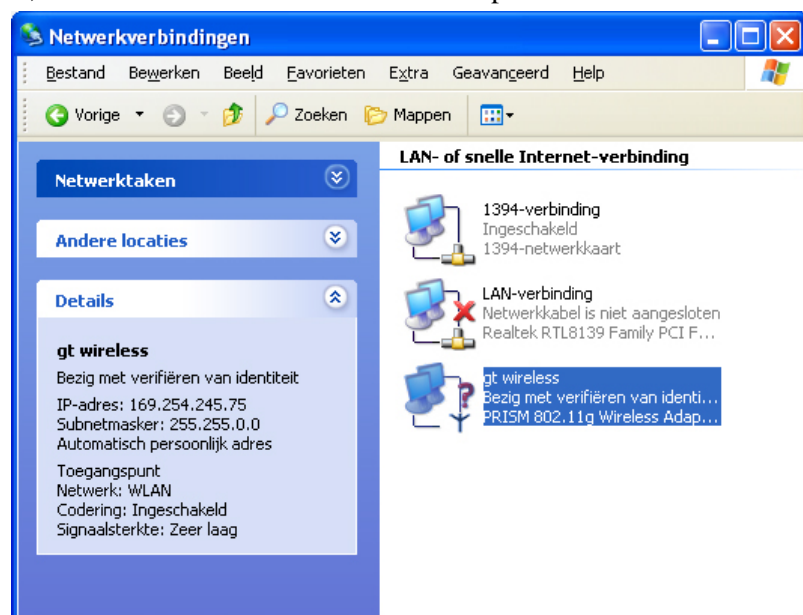 Netwerkverbindingen
Bestand Bewerken Beeld Favorieten Extra Geavanceerd Help
Vorige Zoeken Mappen
Netwerktaken
Andere locaties
Details
gt wireless
Bezig met verifiëren van identiteit
IP-adres: 169.254.245.75
Subnetmasker: 255.255.0.0
Automatisch persoonlijk adres
Toegangspunt
Netwerk: WLAN
Codering: Ingeschakeld
Signaalsterkte: Zeer laag
LAN- of snelle Internet-verbinding
1394-verbinding
Ingeschakeld
1394-netwerkkaart
LAN-verbinding
Netwerkkabel is niet aangesloten
Realtek RTL8139 Family PCI F...
gt wireless
Bezig met verifiëren van identi...
PRISM 802.11g Wireless Adap...